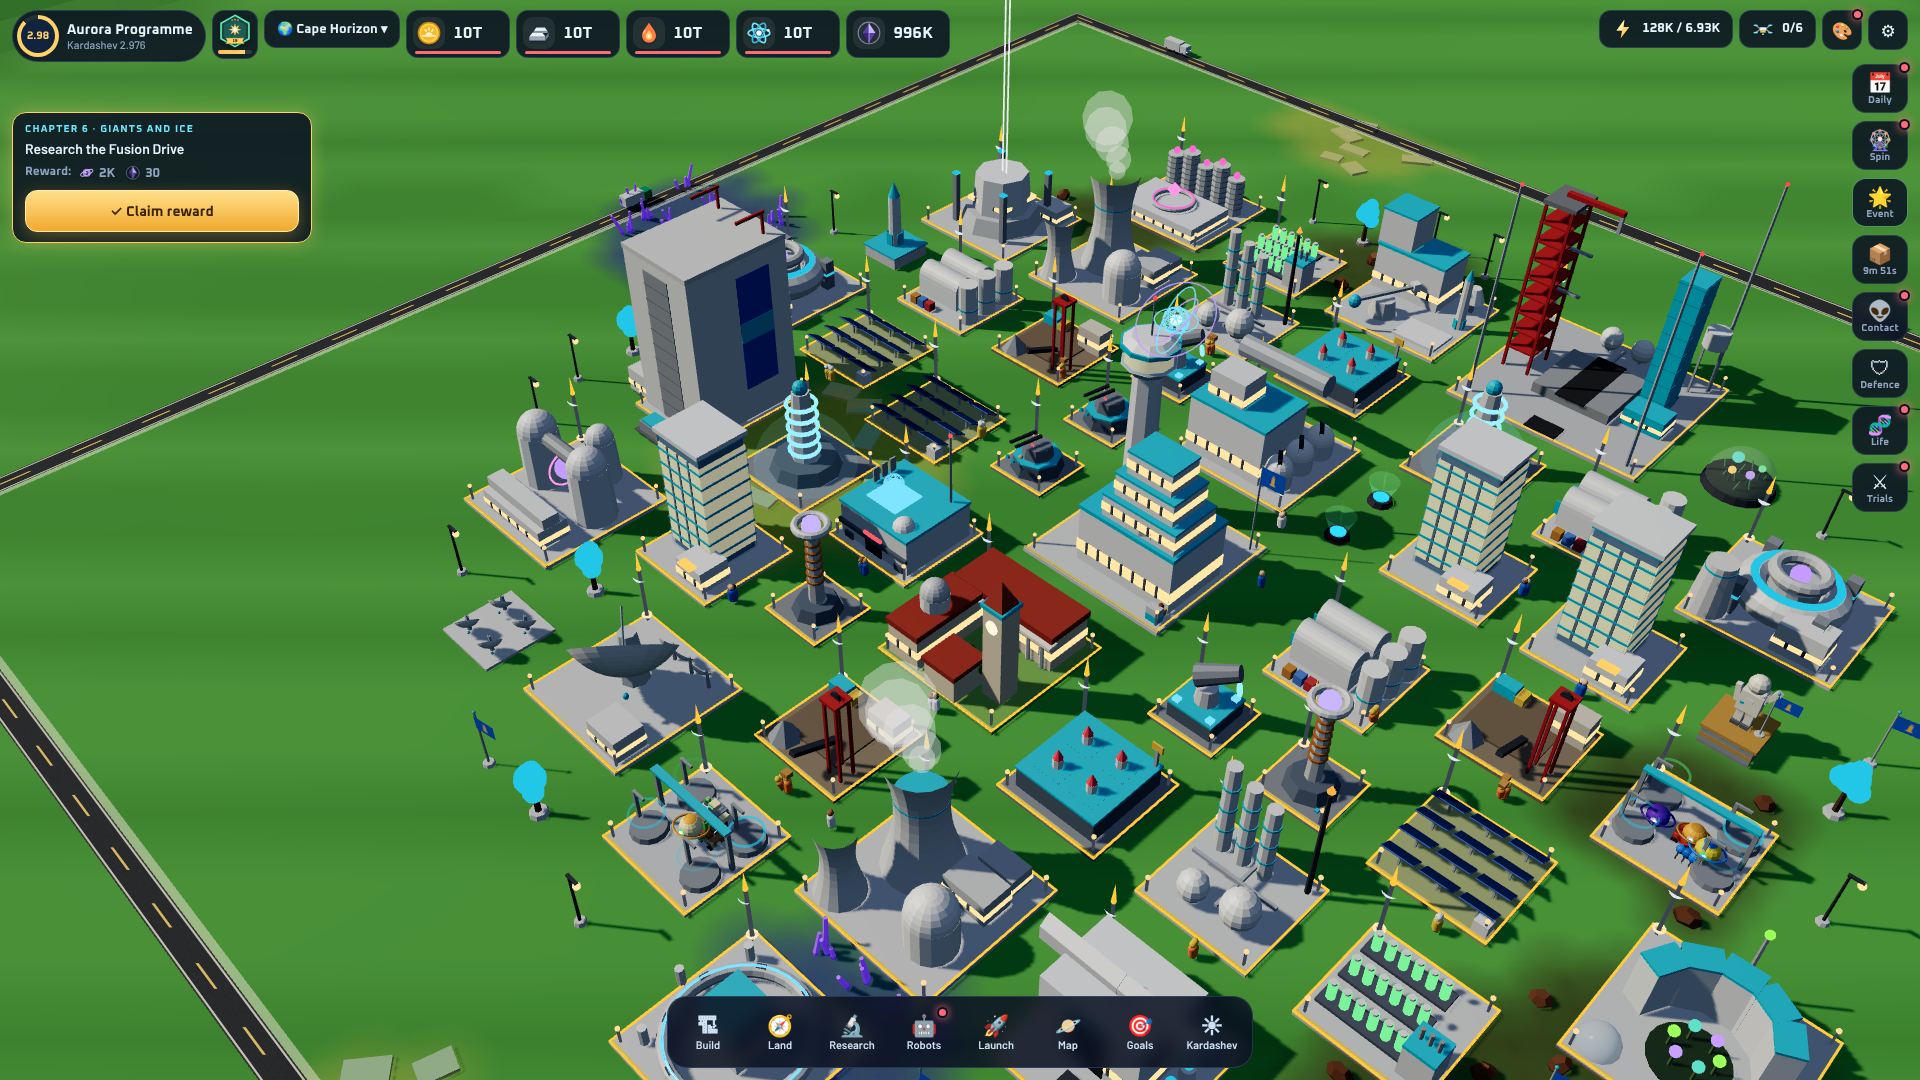 2.98
Aurora Programme
Kardashev 2.976
Cape Horizon ▾
10T
10T
10T
10T
996K
128K / 6.93K
0/6
CHAPTER 6 · GIANTS AND ICE
Research the Fusion Drive
Reward: 2K 30
✓ Claim reward
17
Daily
Spin
Event
9m 51s
Contact
Defence
Life
Trials
Build
Land
Research
Robots
Launch
Map
Goals
Kardashev